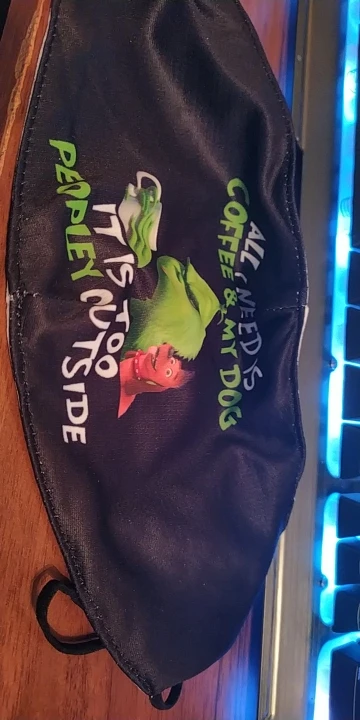 ALL I NEED IS
COFFEE & MY DOG
IT IS TOO
PEOPLEY OUTSIDE